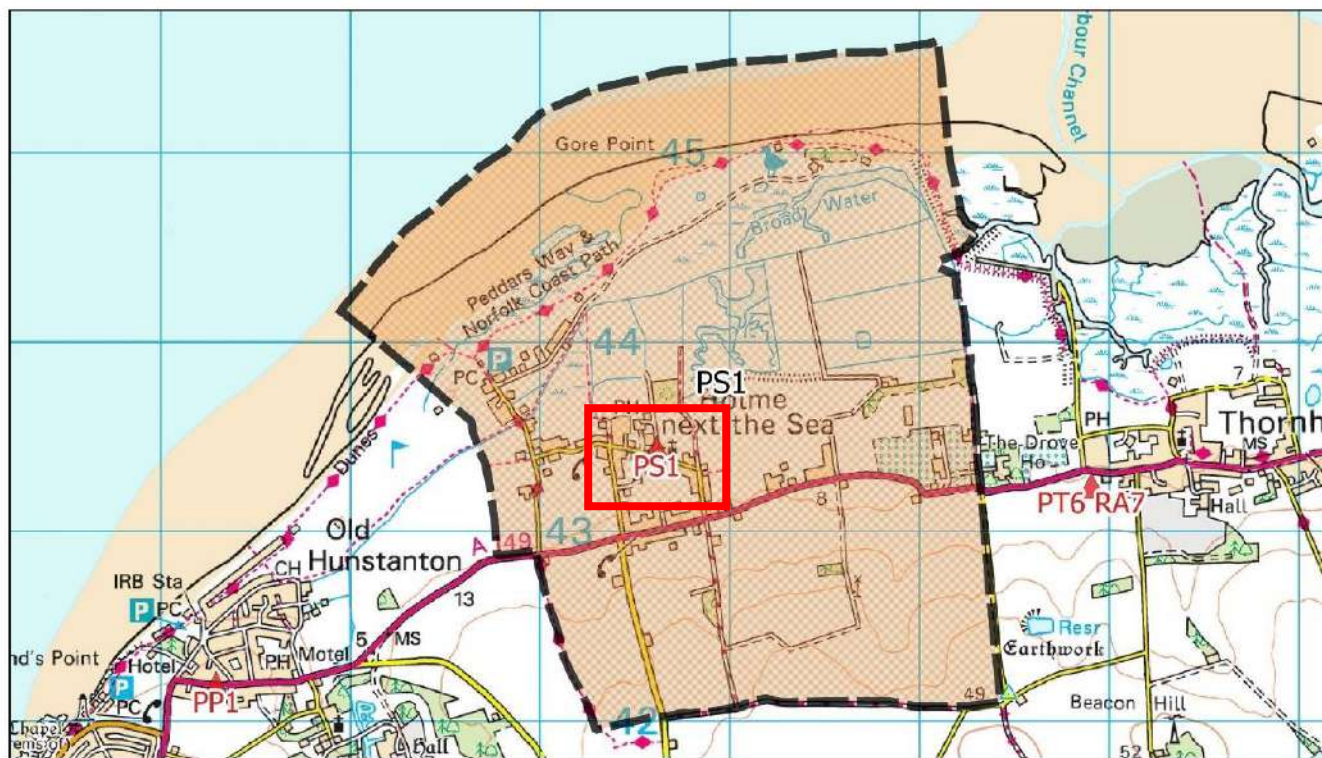 bour Channel
Gore Point
45
Broad Water
Peddars Way &
Norfolk Coast Path
44
P
PC
PS1
PH
Holme
next the Sea
PS1
The Drove
Ho
PH
7
Thornh
MS
PT6 RA7
Hall
8
43
49
A
Old
Hunstanton
Dunes
CH
IRB Sta
P
PC
13
5
MS
nd's Point
Hotel
PH
Motel
P
PC
PP1
Chapel
(rems of)
Hall
42
49
Resr
Earthwork
Beacon Hill
52